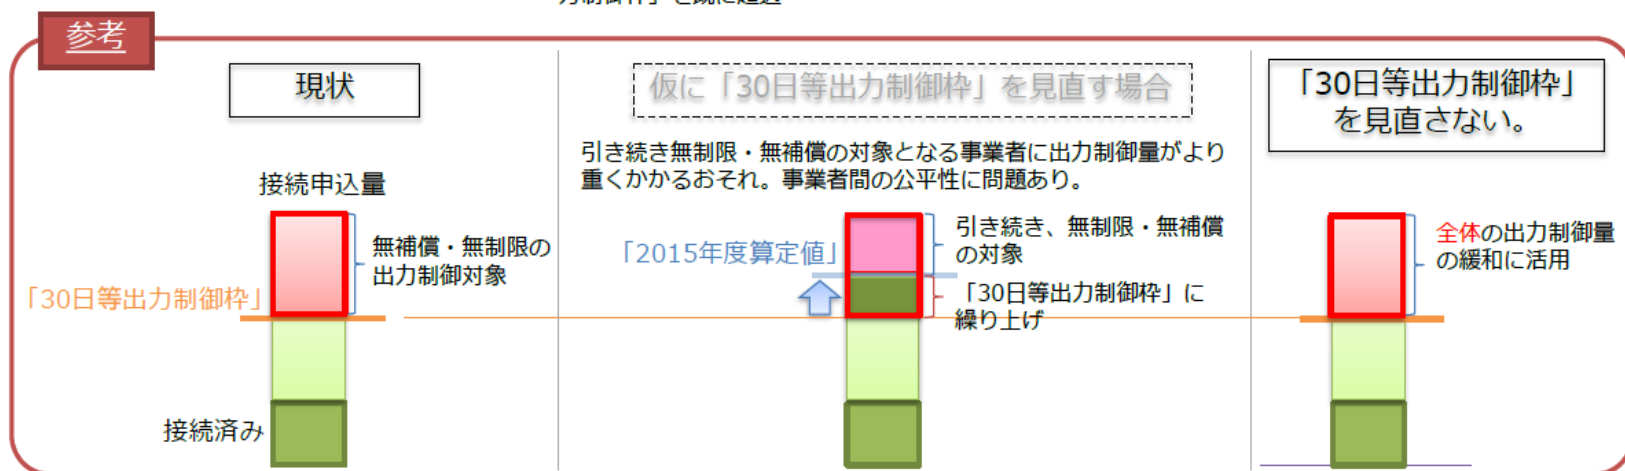 参考
現状
接続申込量
無補償・無制限の
出力制御対象
「30日等出力制御枠」
接続済み
仮に「30日等出力制御枠」を見直す場合
引き続き無制限・無補償の対象となる事業者に出力制御量がより
重くかかるおそれ。事業者間の公平性に問題あり。
「2015年度算定値」
引き続き、無制限・無補償
の対象
「30日等出力制御枠」に
繰り上げ
「30日等出力制御枠」
を見直さない。
全体の出力制御量
の緩和に活用